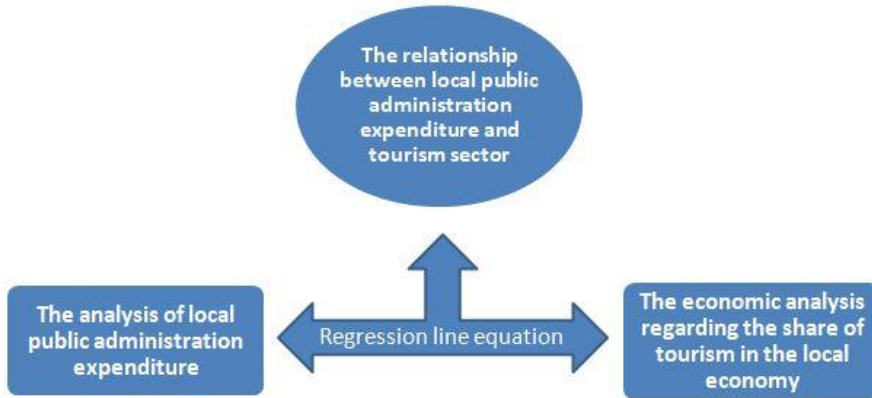 The relationship
between local public
administration
expenditure and
tourism sector
The analysis of local
public administration
expenditure
Regression line equation
The economic analysis
regarding the share of
tourism in the local
economy